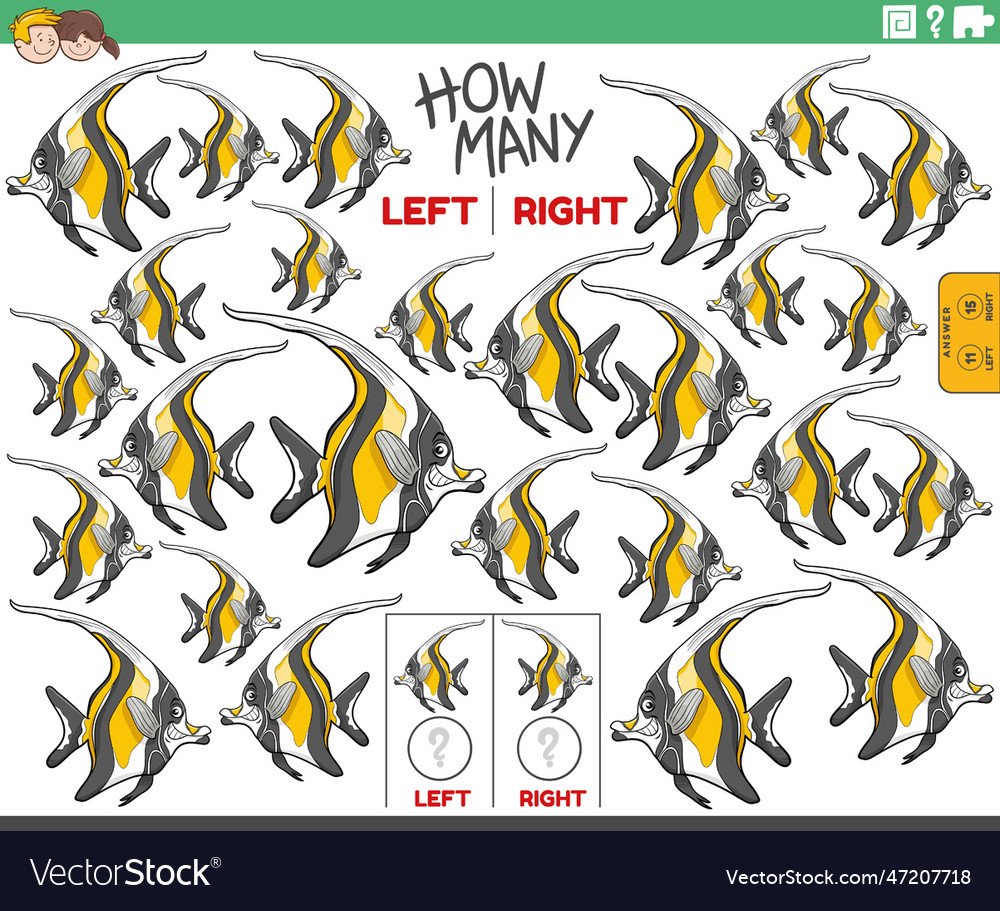 HOW
MANY
LEFT RIGHT
?
ANSWER
11 LEFT
15 RIGHT
? ?
LEFT RIGHT
VectorStock®
VectorStock.com/47207718